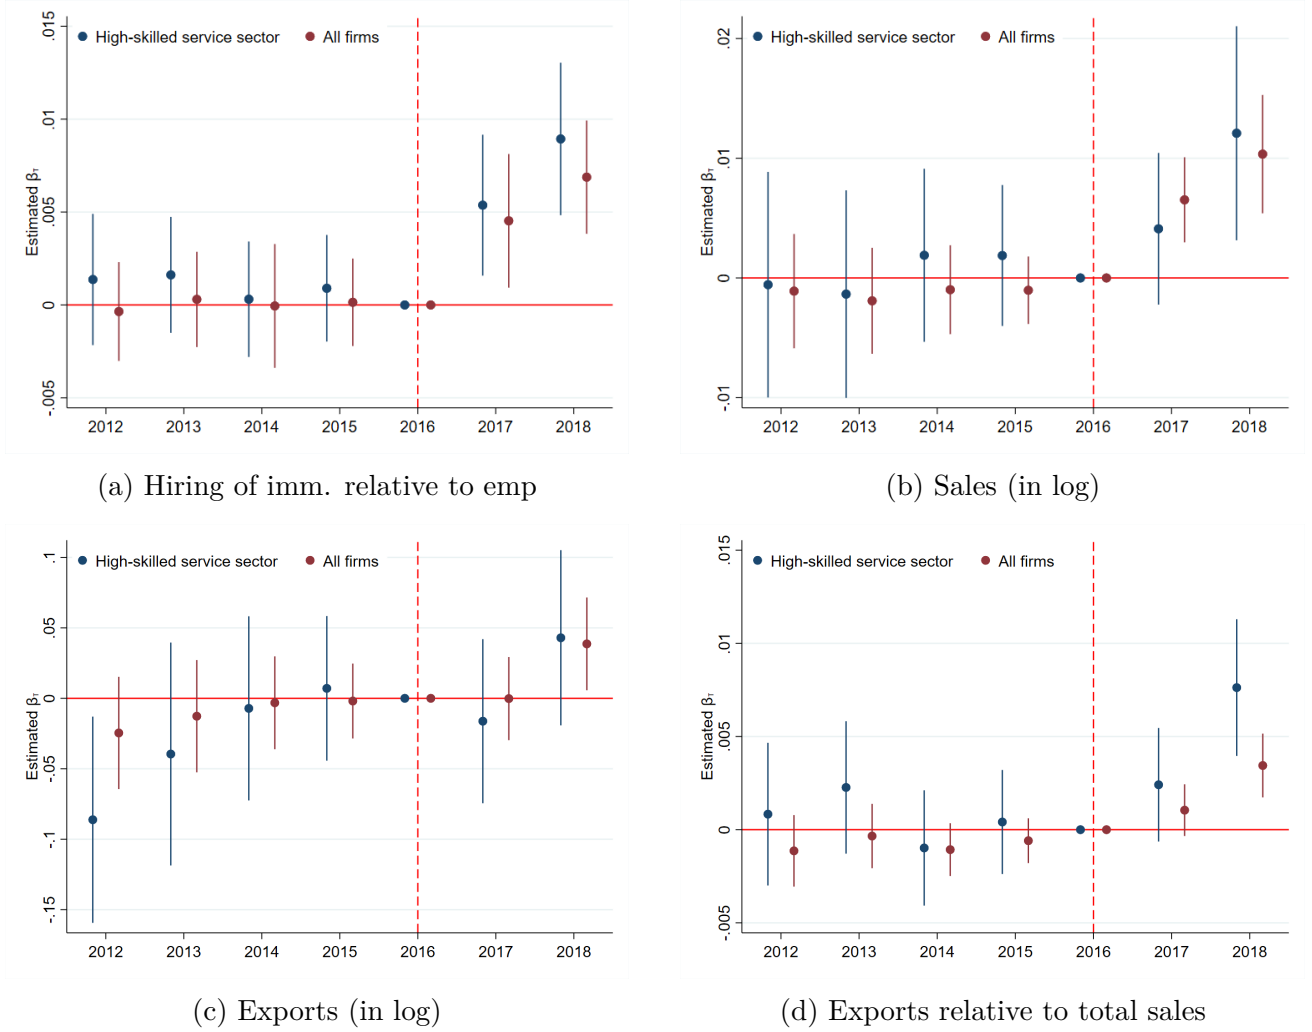 High-skilled service sector All firms
Estimated βτ
.015
.01
.005
0
-.005
2012 2013 2014 2015 2016 2017 2018
(a) Hiring of imm. relative to emp
High-skilled service sector All firms
Estimated βτ
.02
.01
0
-.01
2012 2013 2014 2015 2016 2017 2018
(b) Sales (in log)
High-skilled service sector All firms
Estimated βτ
.1
.05
0
-.05
-.1
-.15
2012 2013 2014 2015 2016 2017 2018
(c) Exports (in log)
High-skilled service sector All firms
Estimated βτ
.015
.01
.005
0
-.005
2012 2013 2014 2015 2016 2017 2018
(d) Exports relative to total sales